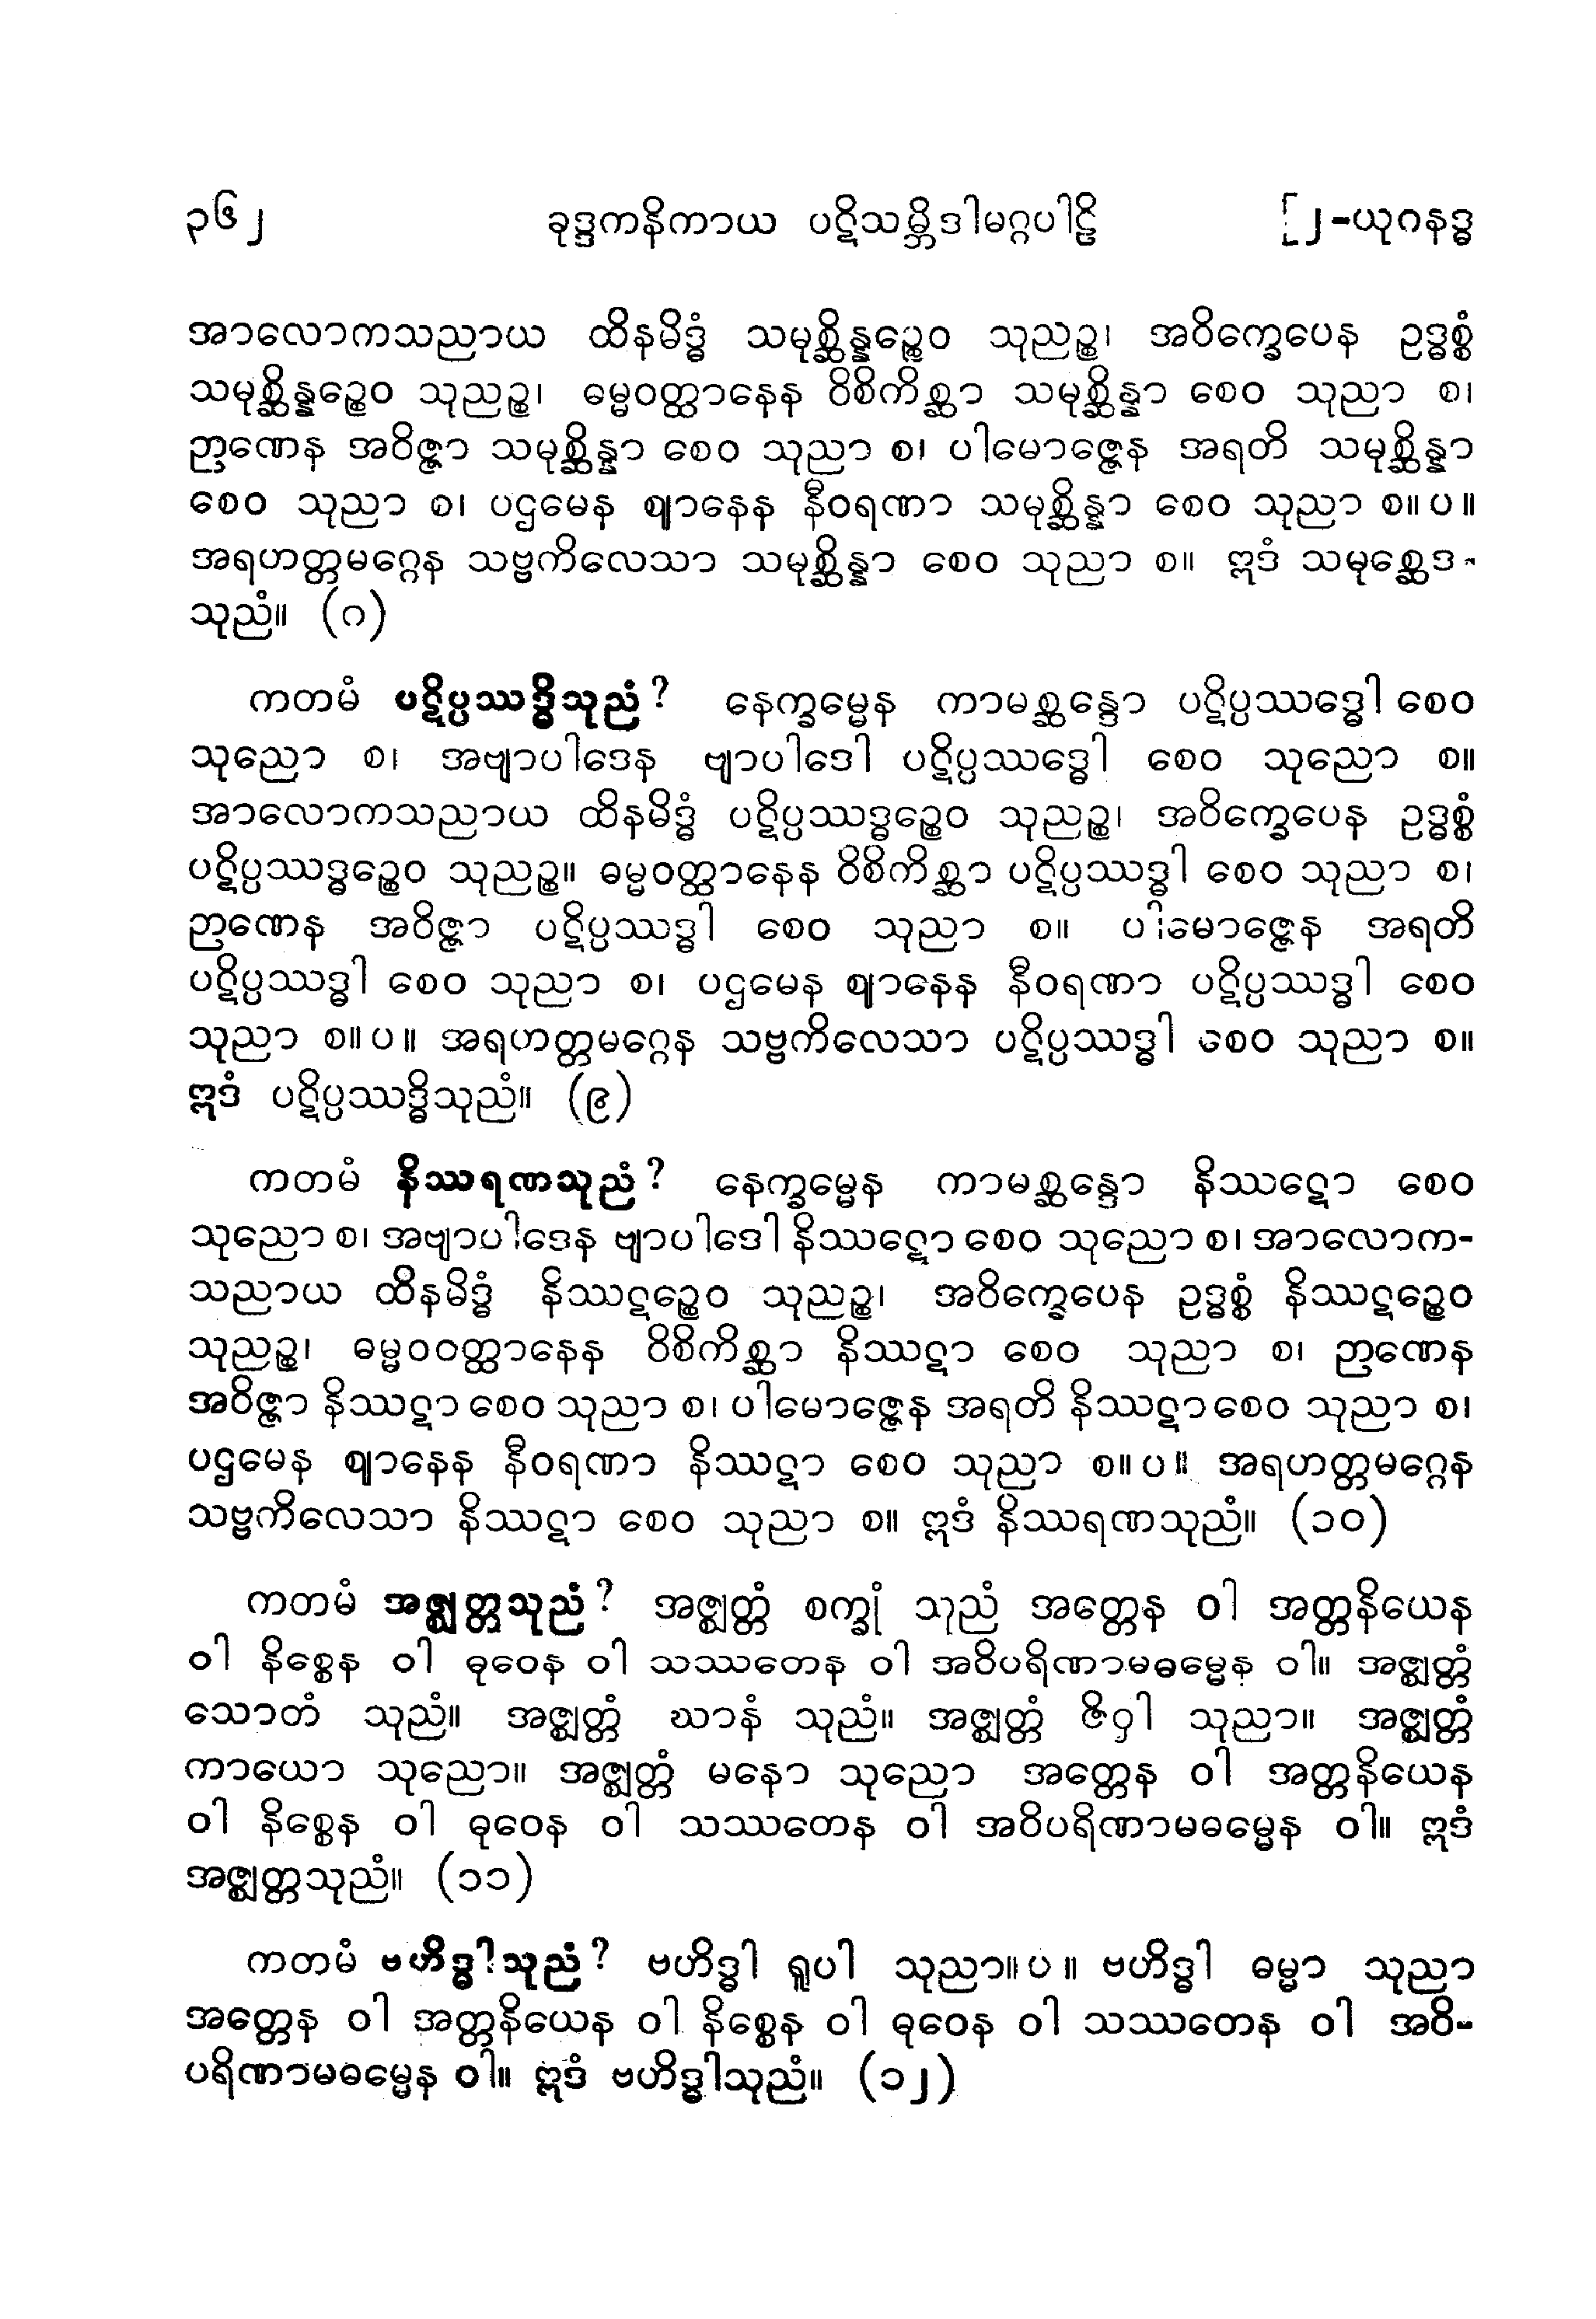 ၃၆၂ ခုဒ္ဒကနိကာယ ပဋိသမ္ဘိဒါမဂ္ဂပါဠိ [၂-ယုဂနဒ္ဓ
အာလောကသညာယ ထိနမိဒ္ဓံ သမုစ္ဆိန္နဉ္စေဝ သုညဉ္စ၊ အဝိက္ခေပေန ဥဒ္ဓစ္စံ
သမုစ္ဆိန္နဉ္စေဝ သုညဉ္စ၊ ဓမ္မဝတ္ထာနေန ဝိစိကိစ္ဆာ သမုစ္ဆိန္နာ စေဝ သုညာ စ၊
ဉာဏေန အဝိဇ္ဇာ သမုစ္ဆိန္နာ စေဝ သုညာ စ၊ ပါမောဇ္ဇေန အရတိ သမုစ္ဆိန္နာ
စေဝ သုညာ စ၊ ပဌမေန ဈာနေန နီဝရဏာ သမုစ္ဆိန္နာ စေဝ သုညာ စ။ပ။
အရဟတ္တမဂ္ဂေန သဗ္ဗကိလေသာ သမုစ္ဆိန္နာ စေဝ သုညာ စ။ ဣဒံ သမုစ္ဆေဒ-
သုညံ။ (ဂ)
ကတမံ ပဋိပ္ပဿဒ္ဓိသုညံ? နေက္ခမ္မေန ကာမစ္ဆန္ဒော ပဋိပ္ပဿဒ္ဓေါ စေဝ
သုညော စ၊ အဗျာပါဒေန ဗျာပါဒေါ ပဋိပ္ပဿဒ္ဓေါ စေဝ သုညော စ။
အာလောကသညာယ ထိနမိဒ္ဓံ ပဋိပ္ပဿဒ္ဓဉ္စေဝ သုညဉ္စ၊ အဝိက္ခေပေန ဥဒ္ဓစ္စံ
ပဋိပ္ပဿဒ္ဓဉ္စေဝ သုညဉ္စ။ ဓမ္မဝတ္ထာနေန ဝိစိကိစ္ဆာ ပဋိပ္ပဿဒ္ဓါ စေဝ သုညာ စ၊
ဉာဏေန အဝိဇ္ဇာ ပဋိပ္ပဿဒ္ဓါ စေဝ သုညာ စ။ ပါမောဇ္ဇေန အရတိ
ပဋိပ္ပဿဒ္ဓါ စေဝ သုညာ စ၊ ပဌမေန ဈာနေန နီဝရဏာ ပဋိပ္ပဿဒ္ဓါ စေဝ
သုညာ စ။ပ။ အရဟတ္တမဂ္ဂေန သဗ္ဗကိလေသာ ပဋိပ္ပဿဒ္ဓါ စေဝ သုညာ စ။
ဣဒံ ပဋိပ္ပဿဒ္ဓိသုညံ။ (၉)
ကတမံ နိဿရဏသုညံ? နေက္ခမ္မေန ကာမစ္ဆန္ဒော နိဿဋော စေဝ
သုညော စ၊ အဗျာပါဒေန ဗျာပါဒေါ နိဿဋော စေဝ သုညော စ၊ အာလောက-
သညာယ ထိနမိဒ္ဓံ နိဿဋဉ္စေဝ သုညဉ္စ၊ အဝိက္ခေပေန ဥဒ္ဓစ္စံ နိဿဋဉ္စေဝ
သုညဉ္စ၊ ဓမ္မဝဝတ္ထာနေန ဝိစိကိစ္ဆာ နိဿဋာ စေဝ သုညာ စ၊ ဉာဏေန
အဝိဇ္ဇာ နိဿဋာ စေဝ သုညာ စ၊ ပါမောဇ္ဇေန အရတိ နိဿဋာ စေဝ သုညာ စ၊
ပဌမေန ဈာနေန နီဝရဏာ နိဿဋာ စေဝ သုညာ စ။ပ။ အရဟတ္တမဂ္ဂေန
သဗ္ဗကိလေသာ နိဿဋာ စေဝ သုညာ စ။ ဣဒံ နိဿရဏသုညံ။ (၁၀)
ကတမံ အဇ္ဈတ္တသုညံ? အဇ္ဈတ္တံ စက္ခုံ သုညံ အတ္တေန ဝါ အတ္တနိယေန
ဝါ နိစ္စေန ဝါ ဓုဝေန ဝါ သဿတေန ဝါ အဝိပရိဏာမဓမ္မေန ဝါ။ အဇ္ဈတ္တံ
သောတံ သုညံ။ အဇ္ဈတ္တံ ဃာနံ သုညံ။ အဇ္ဈတ္တံ ဇိဝှါ သုညာ။ အဇ္ဈတ္တံ
ကာယော သုညော။ အဇ္ဈတ္တံ မနော သုညော အတ္တေန ဝါ အတ္တနိယေန
ဝါ နိစ္စေန ဝါ ဓုဝေန ဝါ သဿတေန ဝါ အဝိပရိဏာမဓမ္မေန ဝါ။ ဣဒံ
အဇ္ဈတ္တသုညံ။ (၁၁)
ကတမံ ဗဟိဒ္ဓါသုညံ? ဗဟိဒ္ဓါ ရူပါ သုညာ။ပ။ ဗဟိဒ္ဓါ ဓမ္မာ သုညာ
အတ္တေန ဝါ အတ္တနိယေန ဝါ နိစ္စေန ဝါ ဓုဝေန ဝါ သဿတေန ဝါ အဝိ-
ပရိဏာမဓမ္မေန ဝါ။ ဣဒံ ဗဟိဒ္ဓါသုညံ။ (၁၂)